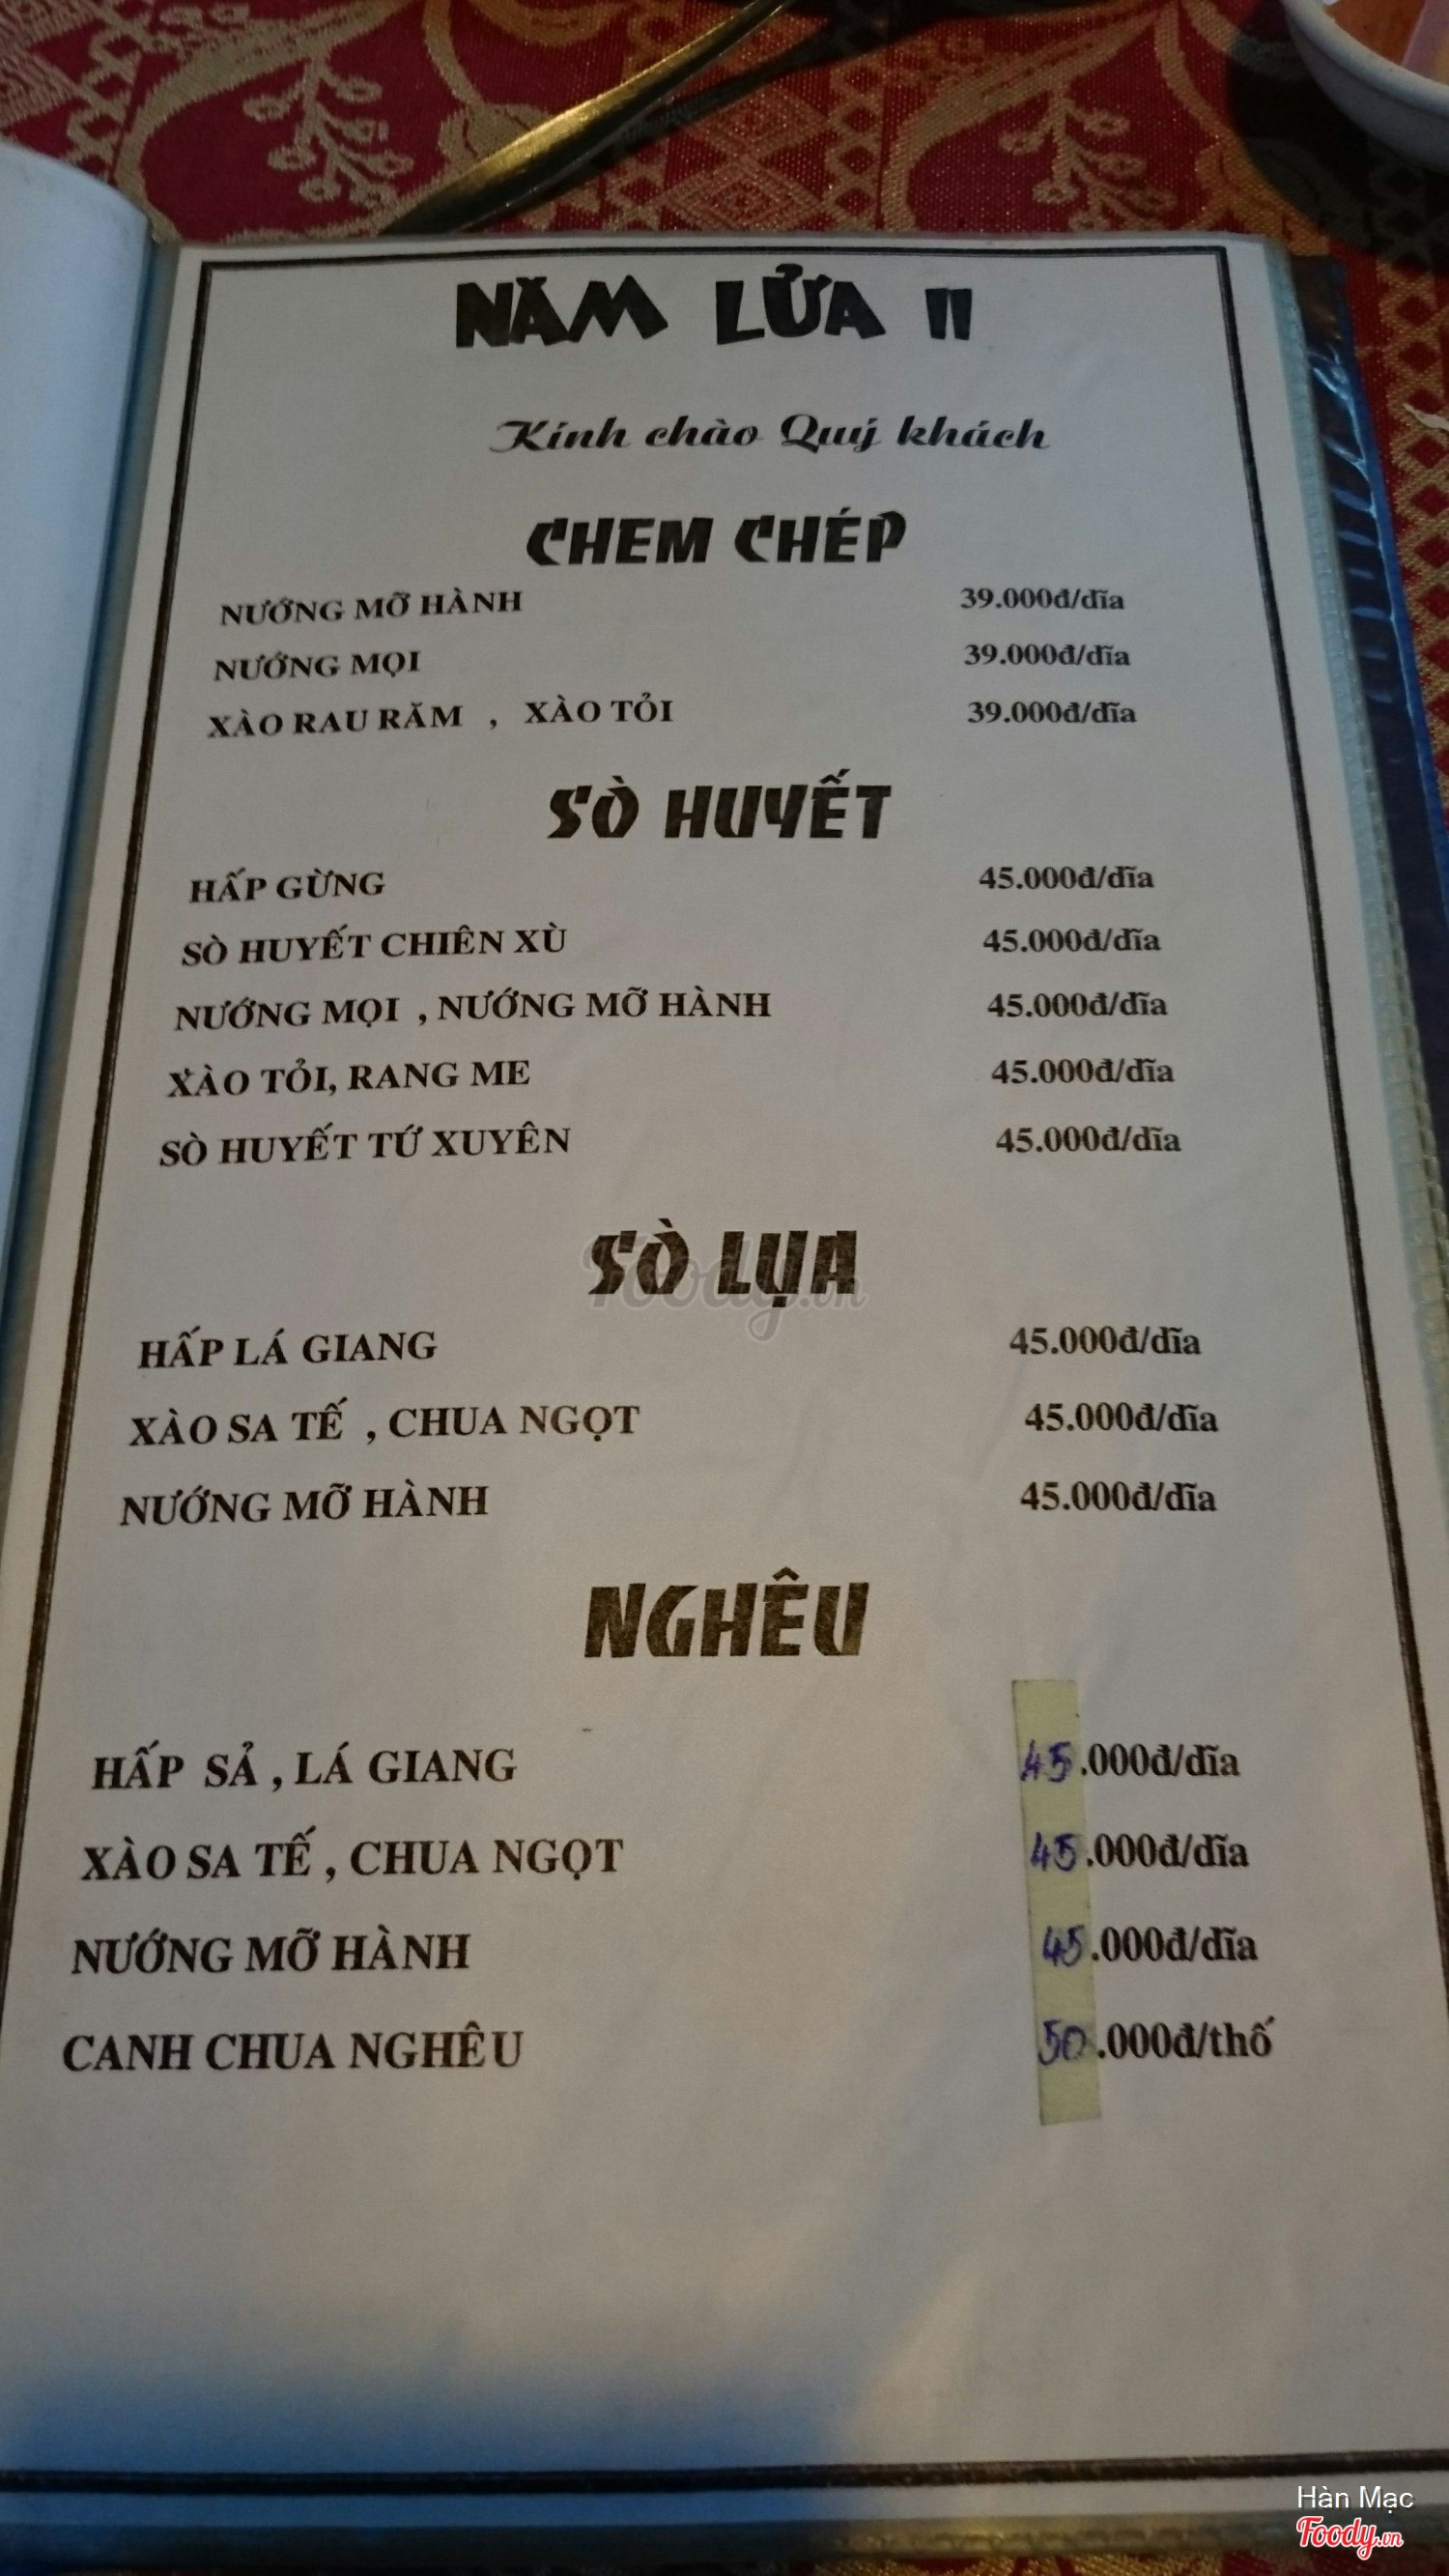 NĂM LỬA II
Kính chào Quý khách
CHEM CHÉP
NƯỚNG MỠ HÀNH 39.000đ/dĩa
NƯỚNG MỌI 39.000đ/dĩa
XÀO RAU RĂM , XÀO TỎI 39.000đ/dĩa
SÒ HUYẾT
HẤP GỪNG 45.000đ/dĩa
SÒ HUYẾT CHIÊN XÙ 45.000đ/dĩa
NƯỚNG MỌI , NƯỚNG MỠ HÀNH 45.000đ/dĩa
XÀO TỎI, RANG ME 45.000đ/dĩa
SÒ HUYẾT TỨ XUYÊN 45.000đ/dĩa
SÒ LỤA
Foody.vn
HẤP LÁ GIANG 45.000đ/dĩa
XÀO SA TẾ , CHUA NGỌT 45.000đ/dĩa
NƯỚNG MỠ HÀNH 45.000đ/dĩa
NGHÊU
HẤP SẢ , LÁ GIANG 45.000đ/dĩa
XÀO SA TẾ , CHUA NGỌT 45.000đ/dĩa
NƯỚNG MỠ HÀNH 45.000đ/dĩa
CANH CHUA NGHÊU 50.000đ/thố
Hàn Mạc
Foody.vn